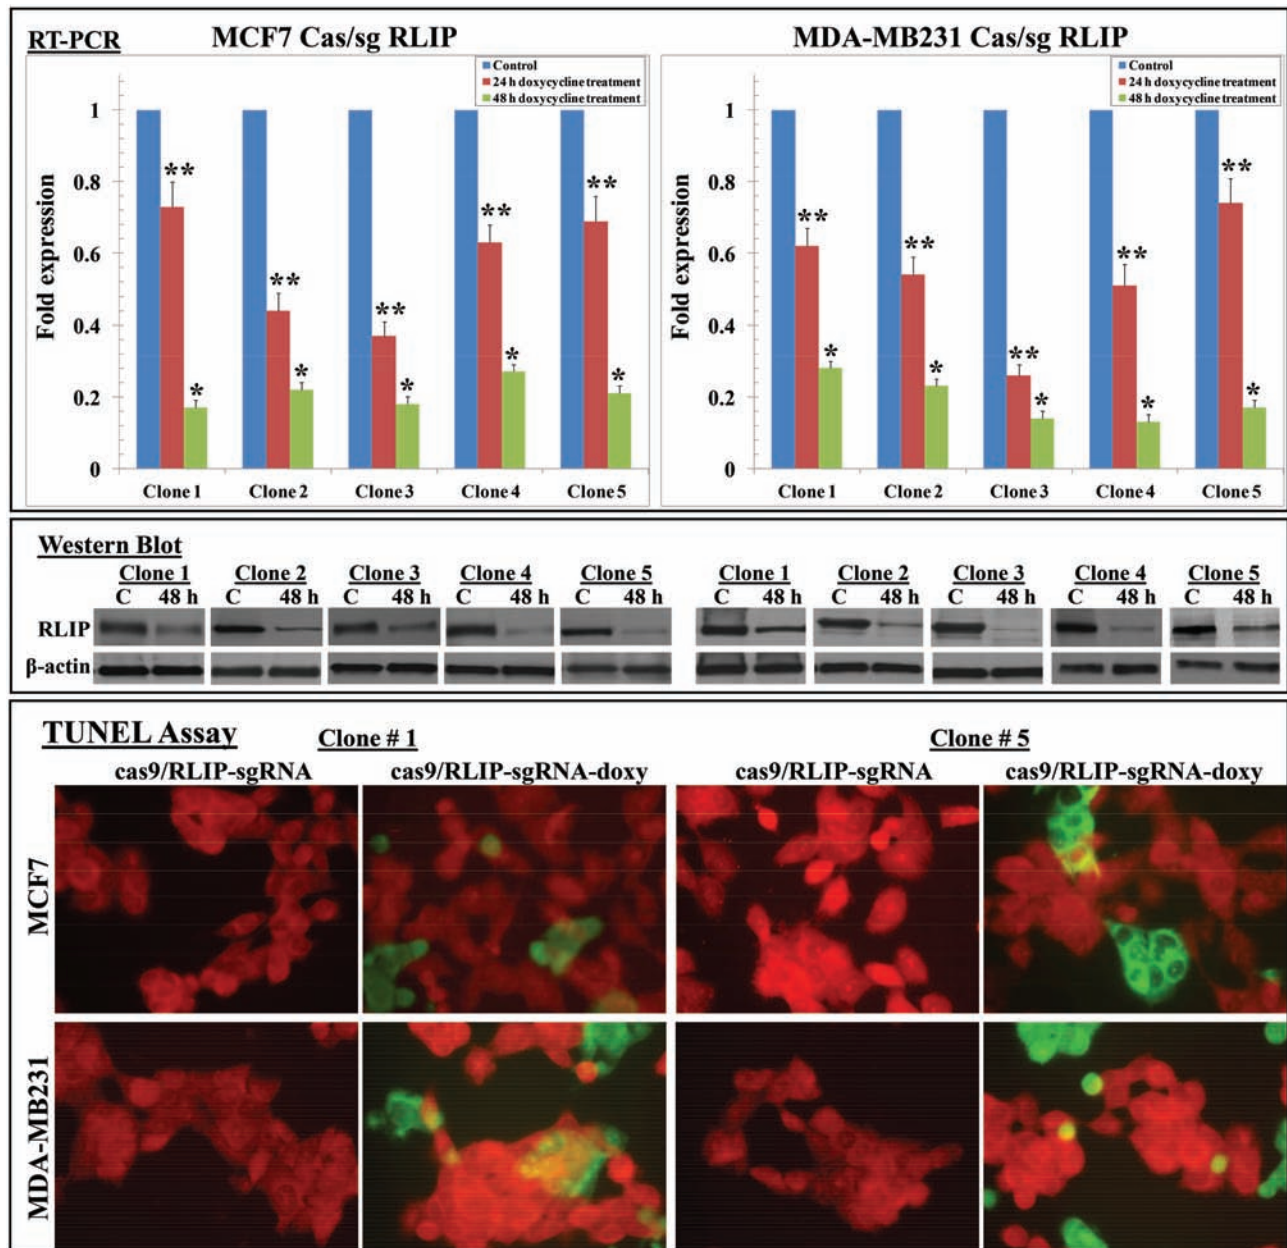 RT-PCR
MCF7 Cas/sg RLIP
Control
24 h doxycycline treatment
48 h doxycycline treatment
Fold expression
1
0.8
0.6
0.4
0.2
0
** * ** * ** * ** * ** *
Clone 1 Clone 2 Clone 3 Clone 4 Clone 5
MDA-MB231 Cas/sg RLIP
Control
24 h doxycycline treatment
48 h doxycycline treatment
Fold expression
1
0.8
0.6
0.4
0.2
0
** * ** * ** * ** * ** *
Clone 1 Clone 2 Clone 3 Clone 4 Clone 5
Western Blot
Clone 1 Clone 2 Clone 3 Clone 4 Clone 5 Clone 1 Clone 2 Clone 3 Clone 4 Clone 5
C 48 h C 48 h C 48 h C 48 h C 48 h C 48 h C 48 h C 48 h C 48 h C 48 h
RLIP
β-actin
TUNEL Assay
Clone # 1 Clone # 5
cas9/RLIP-sgRNA cas9/RLIP-sgRNA-doxy cas9/RLIP-sgRNA cas9/RLIP-sgRNA-doxy
MCF7
MDA-MB231